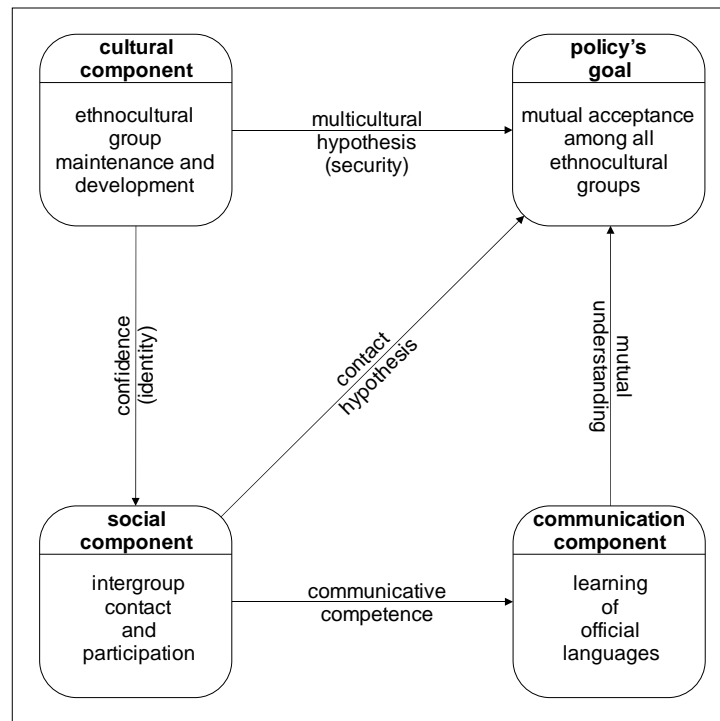 cultural
component
ethnocultural
group
maintenance and
development
multicultural
hypothesis
(security)
policy's
goal
mutual acceptance
among all
ethnocultural
groups
confidence
(identity)
contact
hypothesis
mutual
understanding
social
component
intergroup
contact
and
participation
communicative
competence
communication
component
learning
of
official
languages